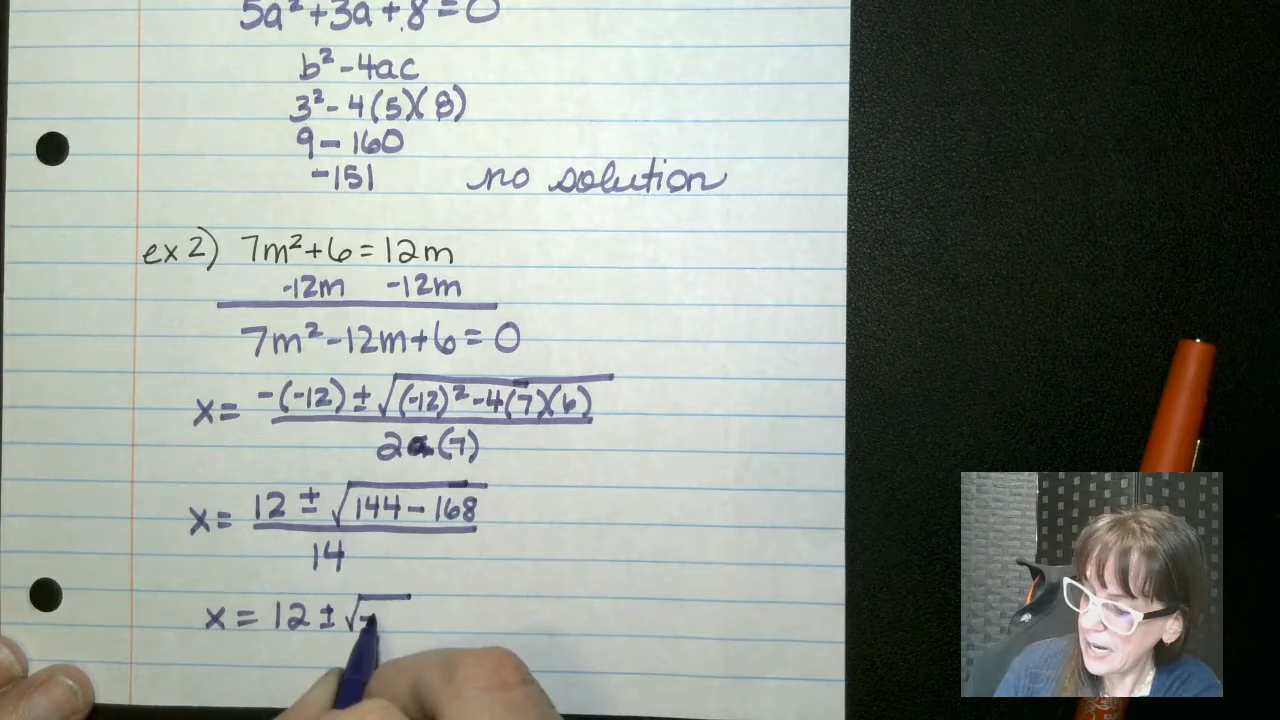 5a² + 3a + 8 = 0
b² - 4ac
3² - 4(5)(8)
9 - 160
-151 no solution
ex 2) 7m² + 6 = 12m
-12m -12m
7m² - 12m + 6 = 0
x = -(-12) ± √(-12)² - 4(7)(6)
2 (7)
x = 12 ± √144 - 168
14
x = 12 ± √-